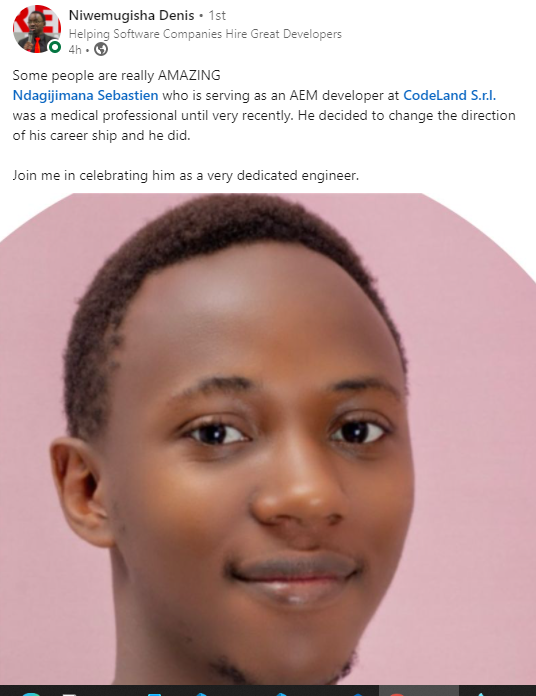 Niwemugisha Denis • 1st
Helping Software Companies Hire Great Developers
4h •
Some people are really AMAZING
Ndagijimana Sebastien who is serving as an AEM developer at CodeLand S.r.l.
was a medical professional until very recently. He decided to change the direction
of his career ship and he did.
Join me in celebrating him as a very dedicated engineer.